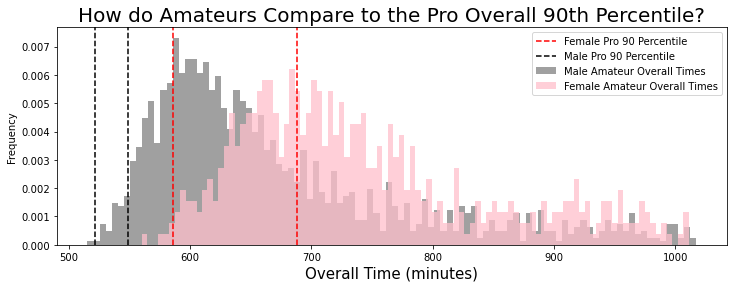 How do Amateurs Compare to the Pro Overall 90th Percentile?
Frequency
0.007
0.006
0.005
0.004
0.003
0.002
0.001
0.000
Female Pro 90 Percentile
Male Pro 90 Percentile
Male Amateur Overall Times
Female Amateur Overall Times
500 600 700 800 900 1000
Overall Time (minutes)